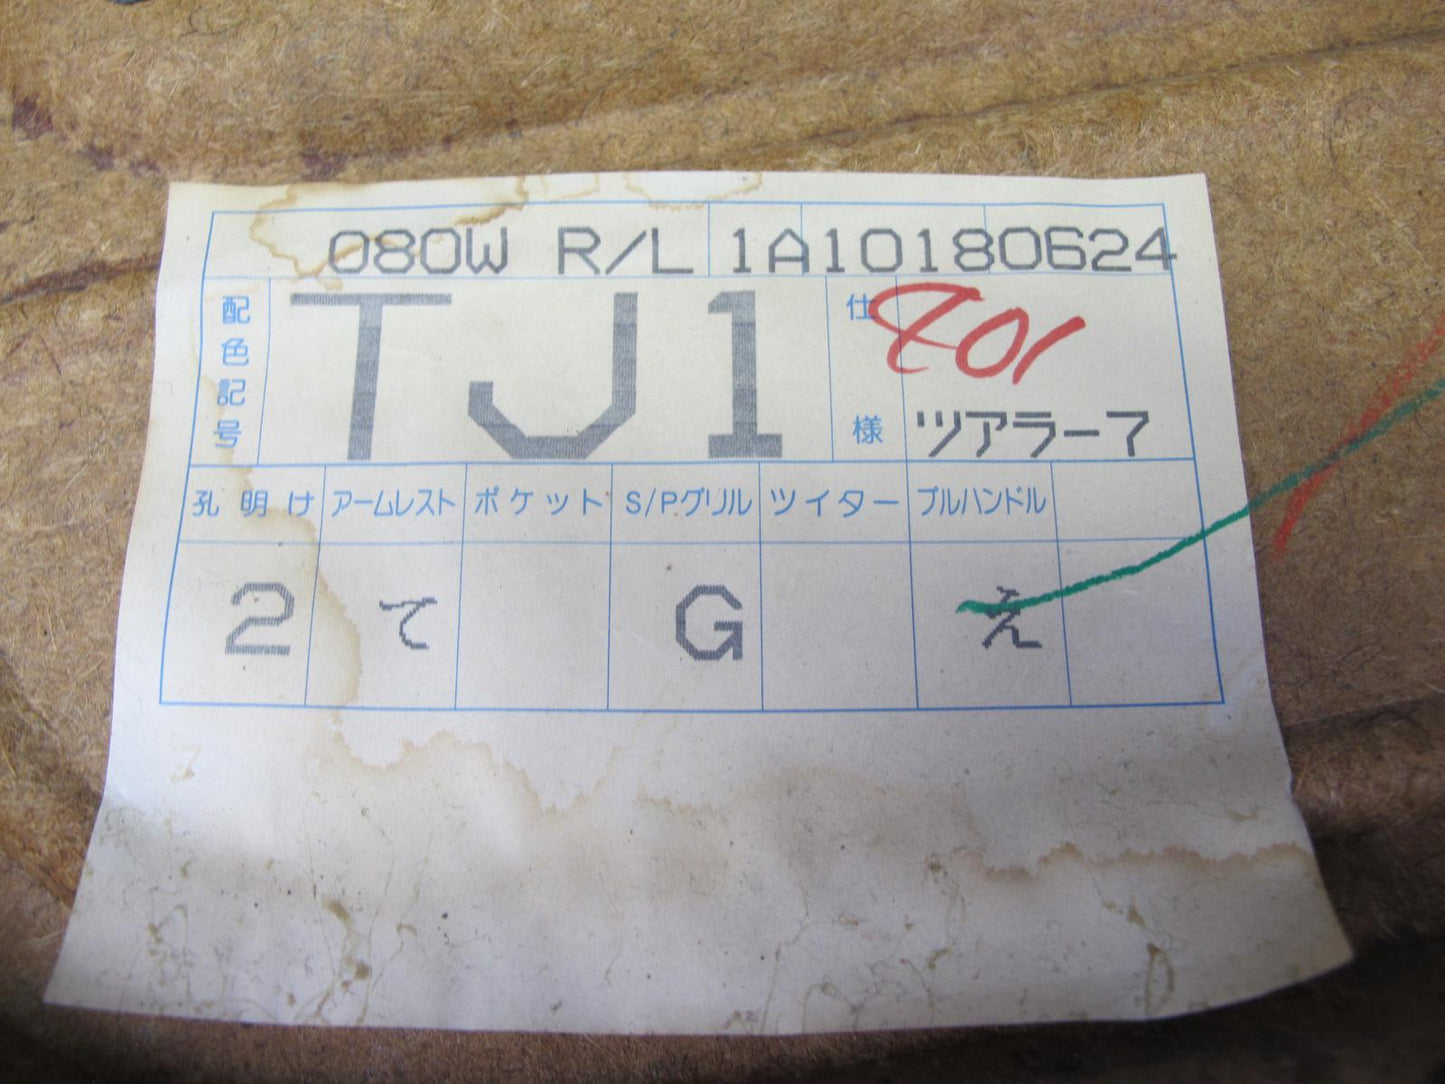 080W R/L 1A10180624
配色記号 TJ1 仕様 801
ツアラー7
孔明け アームレスト ポケット S/Pグリル ツイター プルハンドル
2 て G え